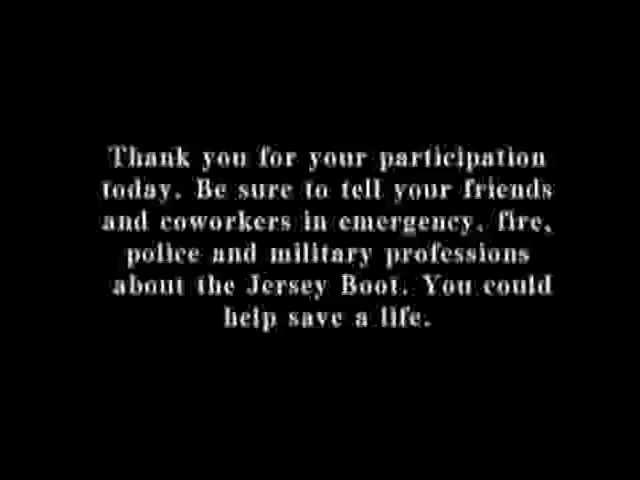 Thank you for your participation
today. Be sure to tell your friends
and coworkers in emergency, fire,
police and military professions
about the Jersey Boot. You could
help save a life.